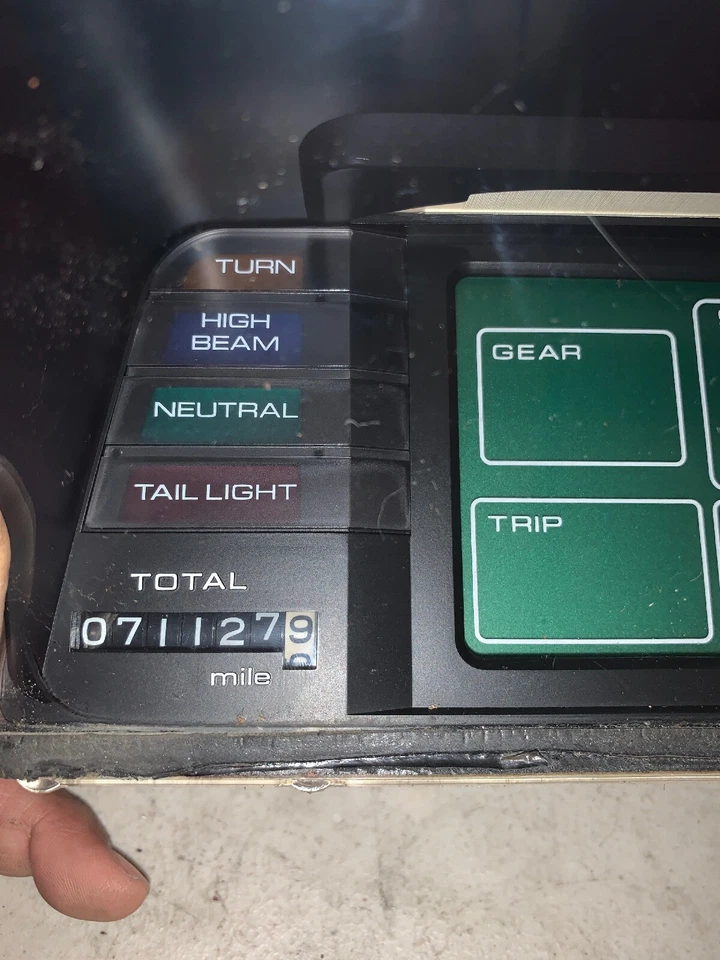 TURN
HIGH
BEAM
NEUTRAL
TAIL LIGHT
TOTAL
0711279
mile
GEAR
TRIP